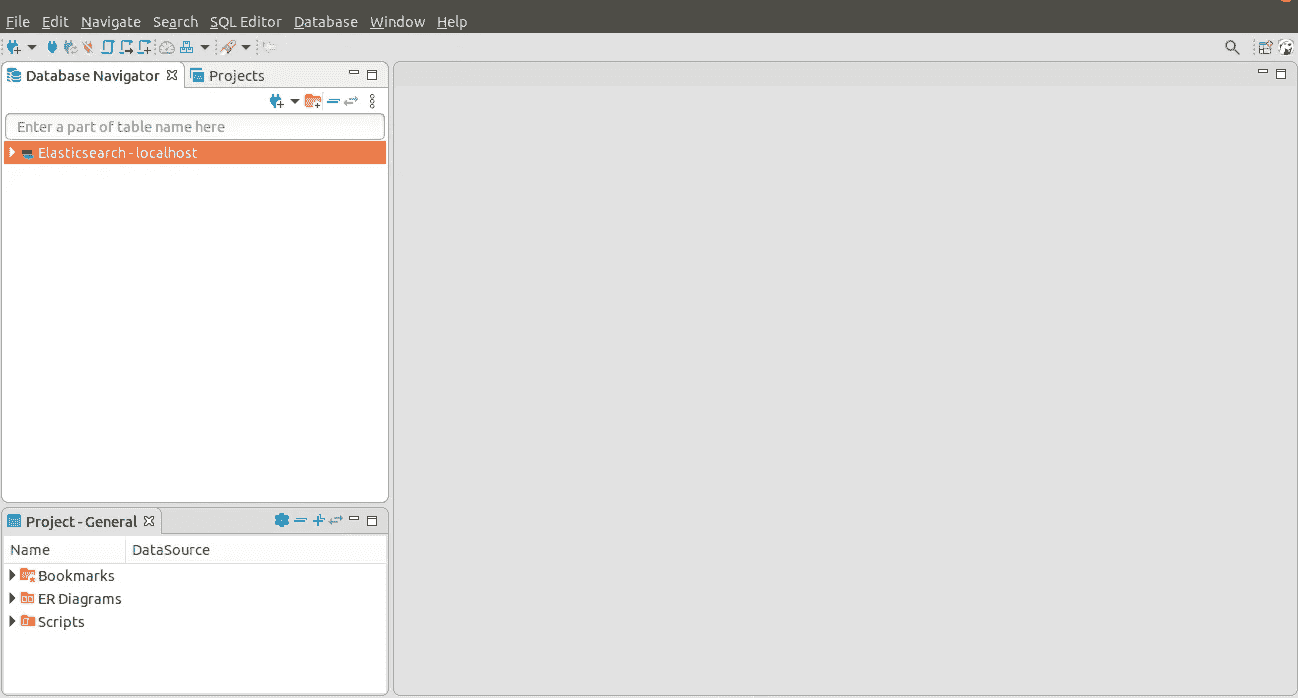 File Edit Navigate Search SQL Editor Database Window Help
Database Navigator Projects
Enter a part of table name here
Elasticsearch - localhost
Project - General
Name DataSource
Bookmarks
ER Diagrams
Scripts